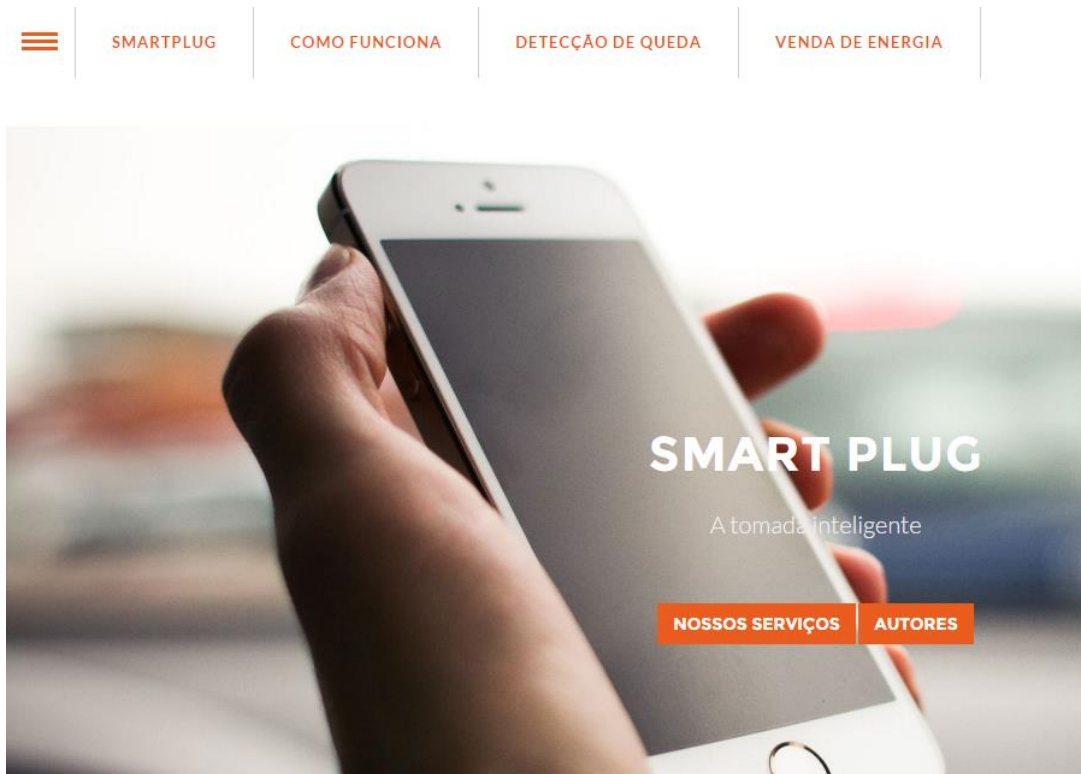 SMARTPLUG
COMO FUNCIONA
DETECÇÃO DE QUEDA
VENDA DE ENERGIA
SMART PLUG
A tomada inteligente
NOSSOS SERVIÇOS
AUTORES